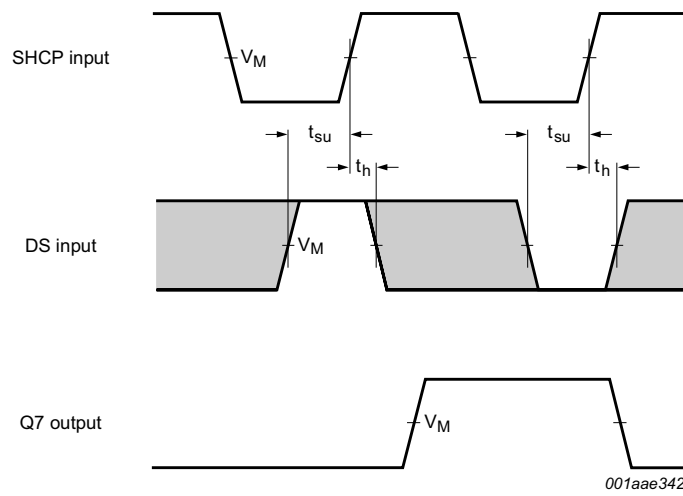 SHCP input
VM
tsu
tsu
th
th
DS input
VM
Q7 output
VM
001aae342